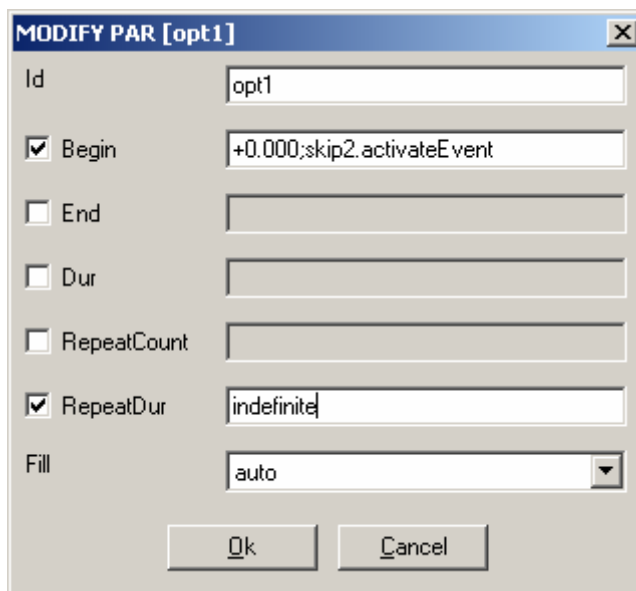 MODIFY PAR [opt1]
Id opt1
Begin +0.000;skip2.activateEvent
End
Dur
RepeatCount
RepeatDur indefinite
Fill auto
Ok Cancel